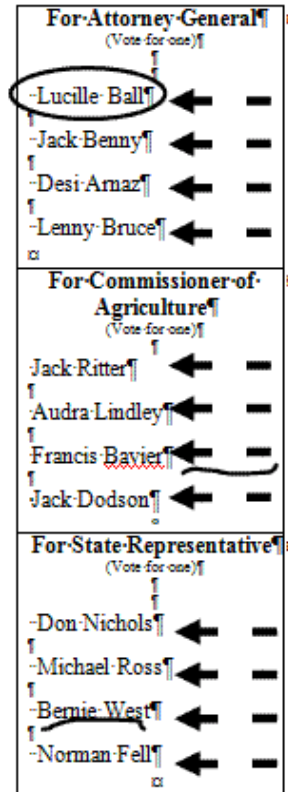 For Attorney General¶
(Vote for one)¶
¶
¶
Lucille Ball¶
¶
Jack Benny¶
¶
Desi Arnaz¶
¶
Lenny Bruce¶
¤
For Commissioner of
Agriculture¶
(Vote for one)¶
¶
Jack Ritter¶
¶
Audra Lindley¶
¶
Francis Bavier¶
¶
Jack Dodson¶
¤
For State Representative¶
(Vote for one)¶
¶
¶
Don Nichols¶
¶
Michael Ross¶
¶
Bernie West¶
¶
Norman Fell¶
¤